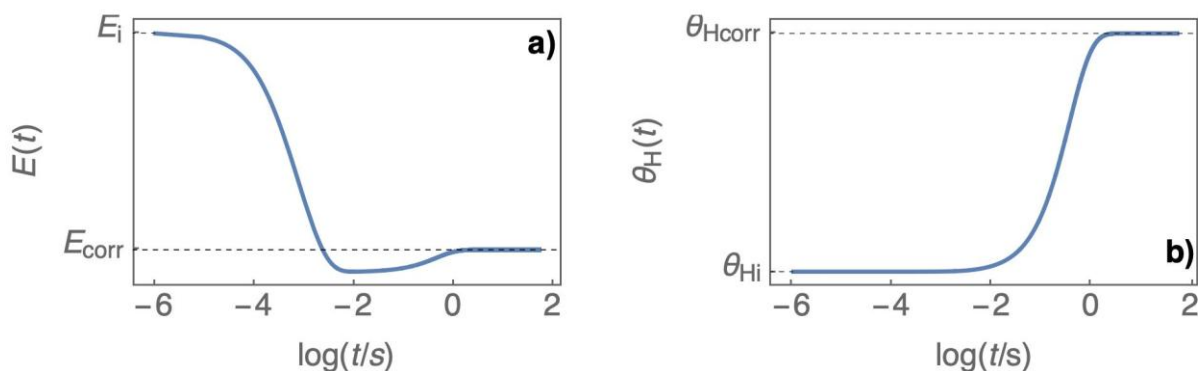 E_i
a)
E(t)
E_corr
−6 −4 −2 0 2
log(t/s)
θ_Hcorr
θ_H(t)
θ_Hi
b)
−6 −4 −2 0 2
log(t/s)